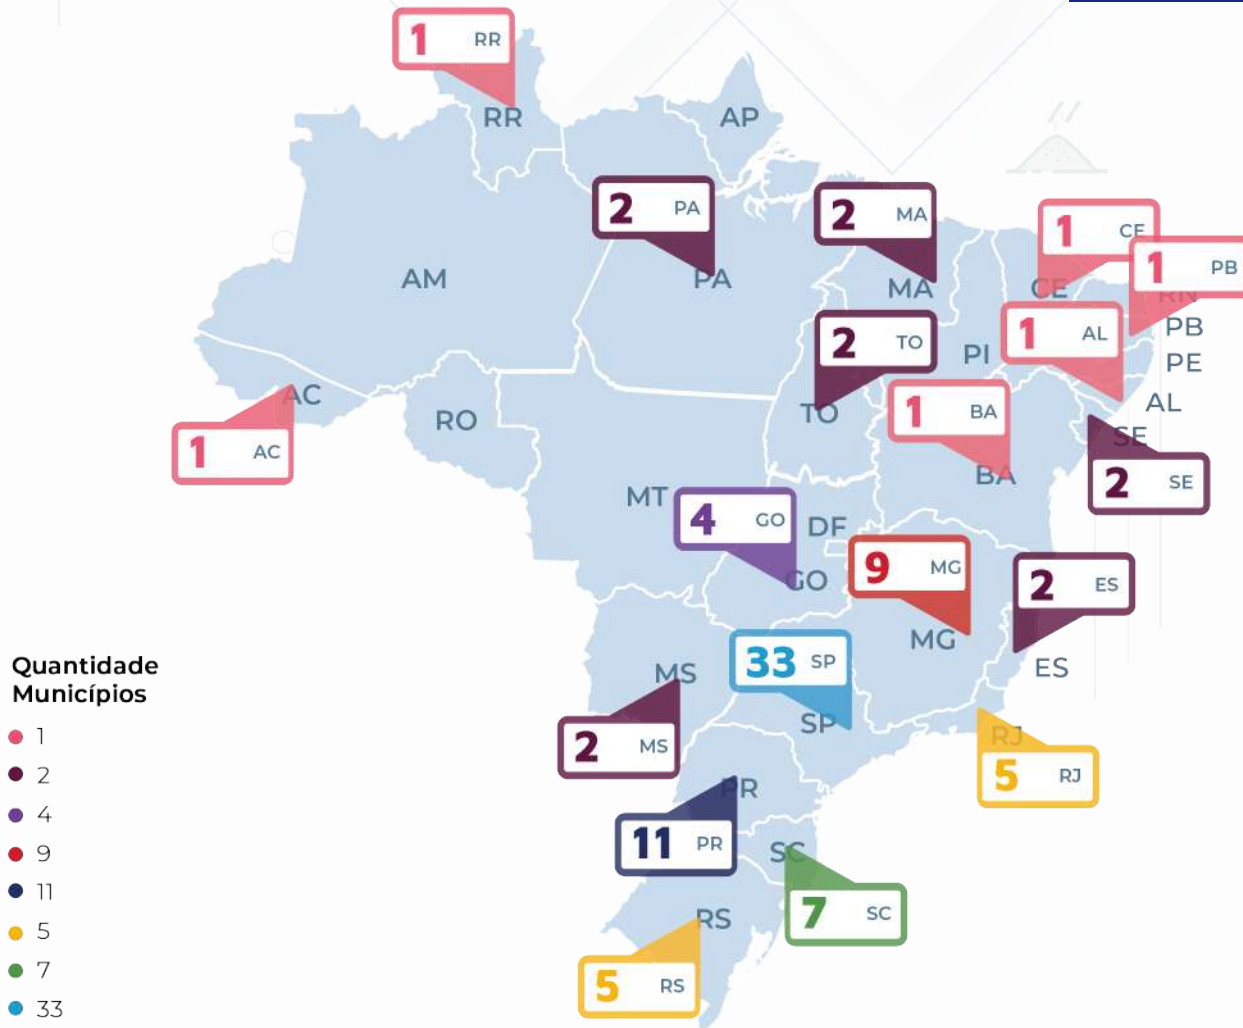 1 RR
RR
AP
2 PA
2 MA
1 CE
1 PB
AM
PA
MA
CE
RN
1 AL
PB
2 TO
PI
PE
AC
RO
TO
1 BA
AL
SE
1 AC
BA
2 SE
MT
4 GO
DF
GO
9 MG
2 ES
MG
33 SP
MS
ES
SP
RJ
2 MS
5 RJ
PR
11 PR
SC
7 SC
RS
5 RS
Quantidade
Municípios
1
2
4
9
11
5
7
33